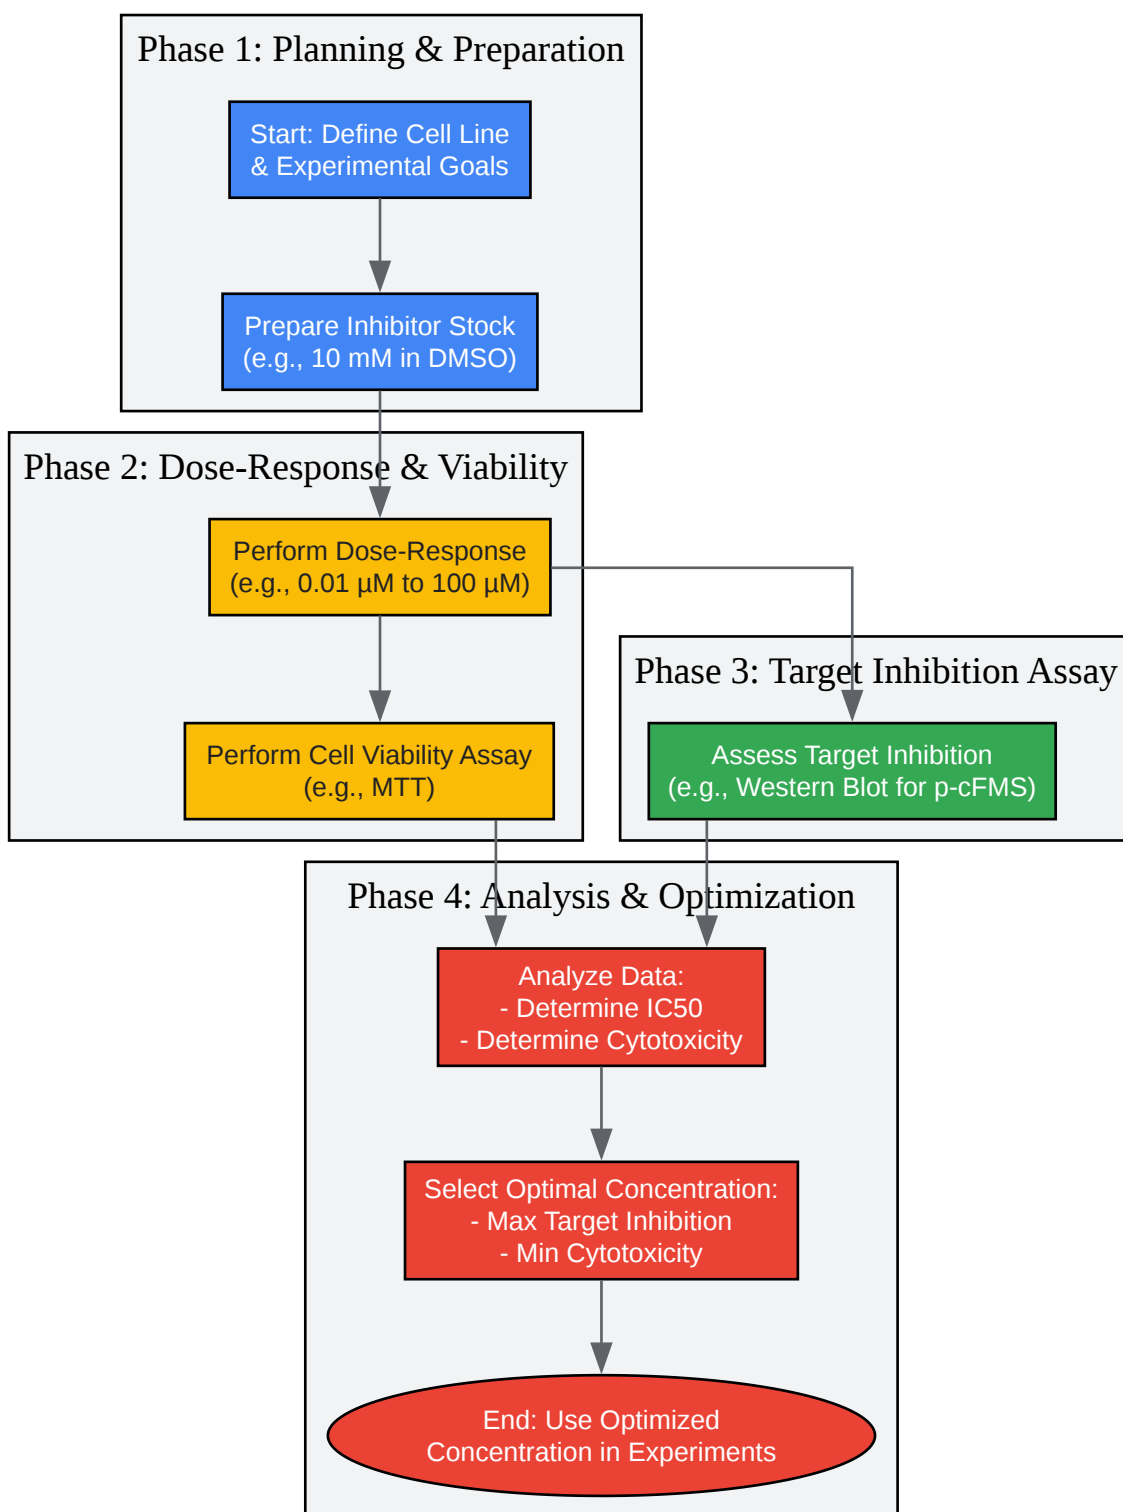 Phase 1: Planning & Preparation
Start: Define Cell Line
& Experimental Goals
Prepare Inhibitor Stock
(e.g., 10 mM in DMSO)
Phase 2: Dose-Response & Viability
Perform Dose-Response
(e.g., 0.01 µM to 100 µM)
Perform Cell Viability Assay
(e.g., MTT)
Phase 3: Target Inhibition Assay
Assess Target Inhibition
(e.g., Western Blot for p-cFMS)
Phase 4: Analysis & Optimization
Analyze Data:
- Determine IC50
- Determine Cytotoxicity
Select Optimal Concentration:
- Max Target Inhibition
- Min Cytotoxicity
End: Use Optimized
Concentration in Experiments